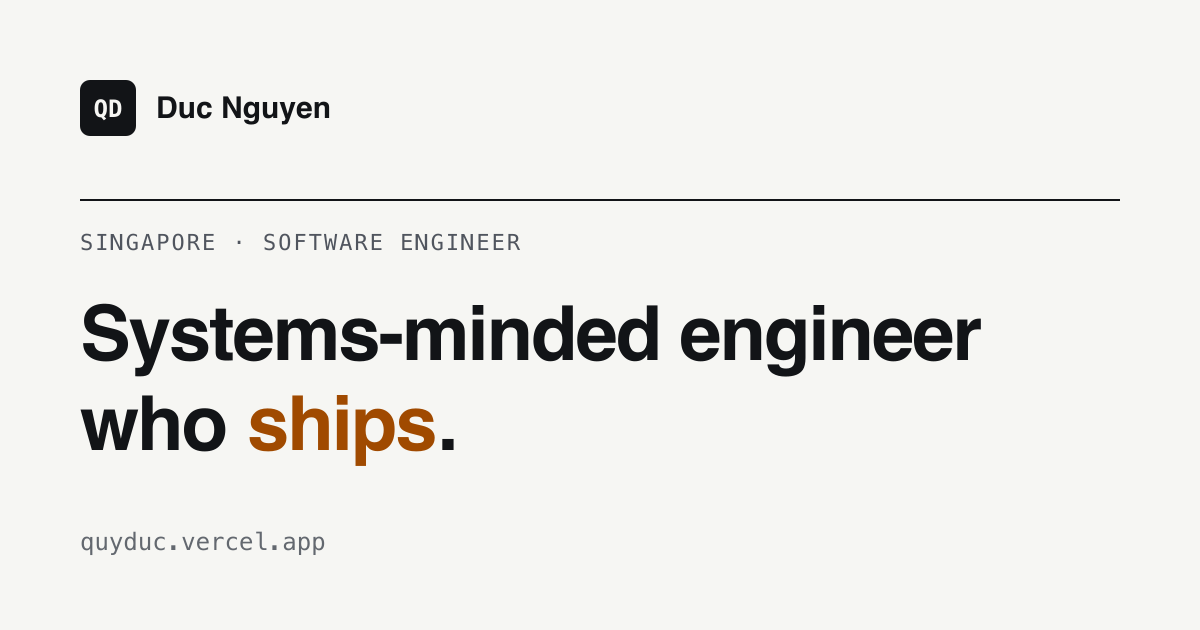 QD
Duc Nguyen
SINGAPORE · SOFTWARE ENGINEER
Systems-minded engineer
who ships.
quyduc.vercel.app